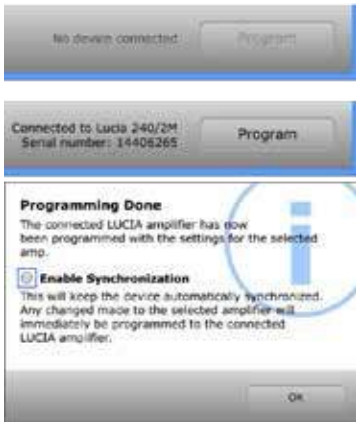 No device connected
Program
Connected to Lucia 240/2M
Serial number: 14406265
Program
Programming Done
The connected LUCIA amplifier has now
been programmed with the settings for the selected
amp.
Enable Synchronization
This will keep the device automatically synchronized.
Any changed made to the selected amplifier will
immediately be programmed to the connected
LUCIA amplifier.
OK